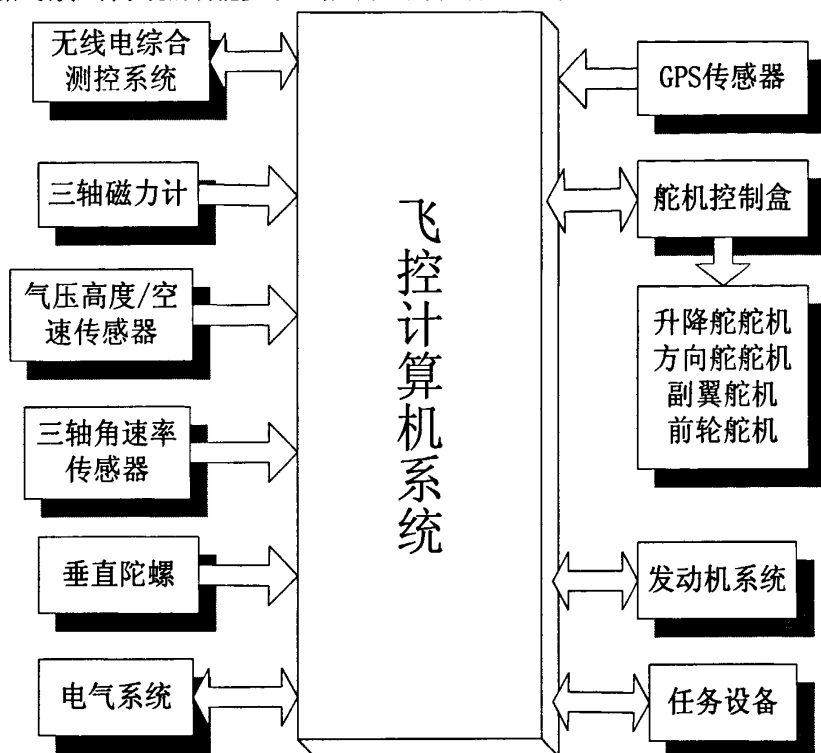 无线电综合
测控系统
三轴磁力计
气压高度/空
速传感器
三轴角速率
传感器
垂直陀螺
电气系统
飞控计算机系统
GPS传感器
舵机控制盒
升降舵舵机
方向舵舵机
副翼舵机
前轮舵机
发动机系统
任务设备